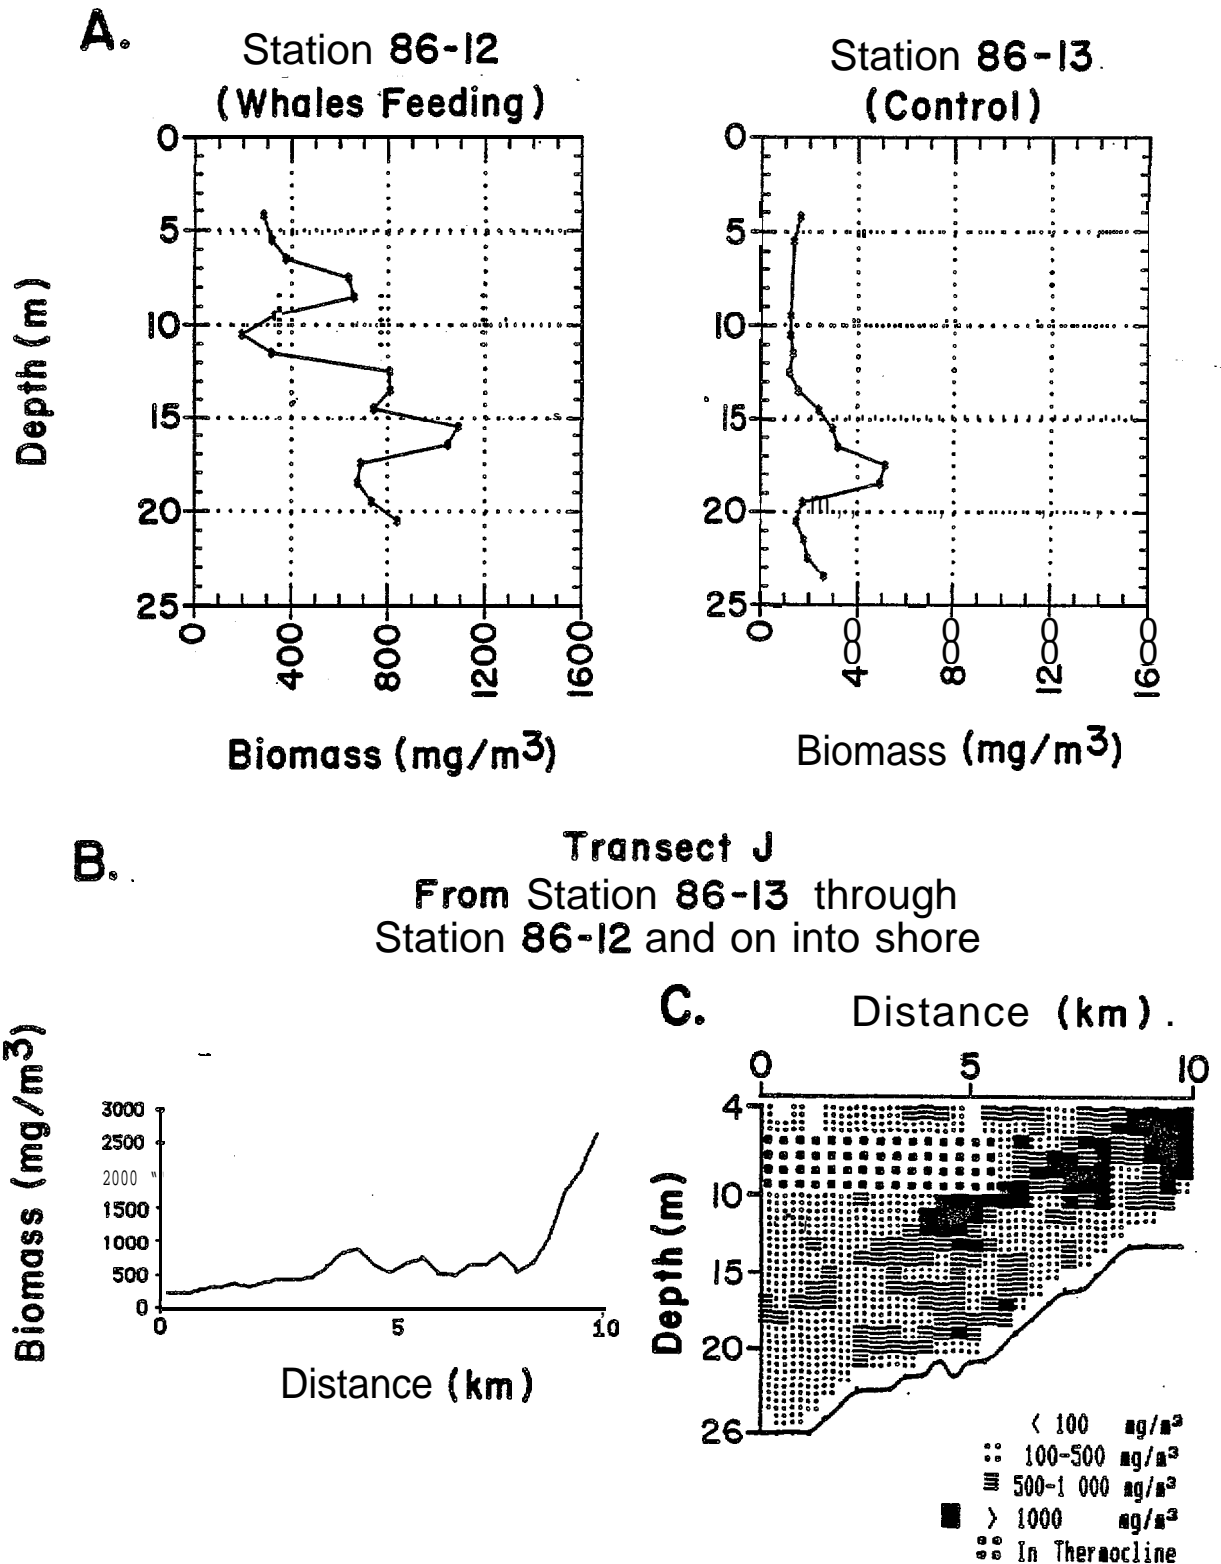 A.
Station 86-12
(Whales Feeding)
Station 86-13
(Control)
Depth (m)
0
5
10
15
20
25
0
400
800
1200
1600
Biomass (mg/m3)
0
5
10
15
20
25
0
400
800
1200
1600
Biomass (mg/m3)
B.
Transect J
From Station 86-13 through
Station 86-12 and on into shore
Biomass (mg/m3)
3000
2500
2000
1500
1000
500
0
0
5
10
Distance (km)
C.
Distance (km)
0
5
10
Depth (m)
4
10
15
20
26
< 100 mg/m3
100-500 mg/m3
500-1 000 mg/m3
> 1000 mg/m3
In Thermocline